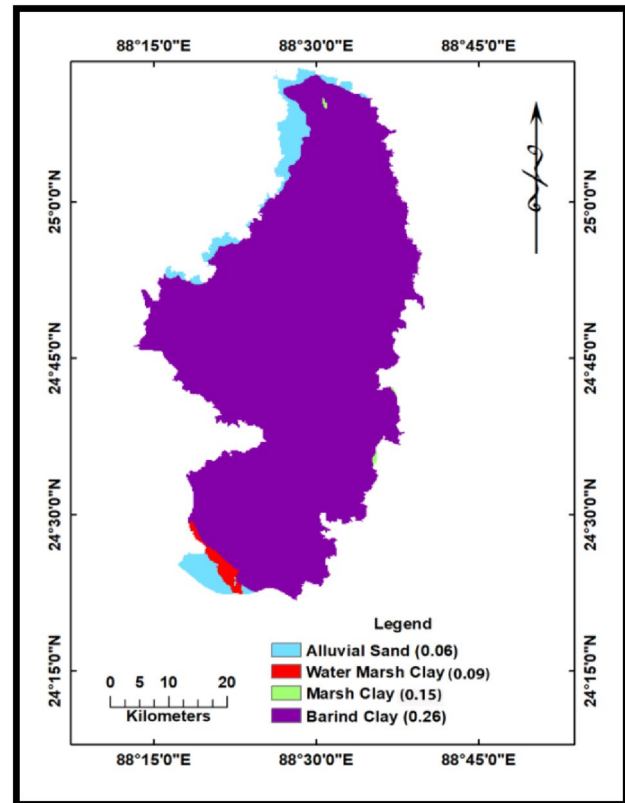 88°15'0"E 88°30'0"E 88°45'0"E
25°0'0"N 25°0'0"N
24°45'0"N 24°45'0"N
24°30'0"N 24°30'0"N
24°15'0"N 24°15'0"N
Legend
Alluvial Sand (0.06)
Water Marsh Clay (0.09)
Marsh Clay (0.15)
Barind Clay (0.26)
0 5 10 20
Kilometers
88°15'0"E 88°30'0"E 88°45'0"E